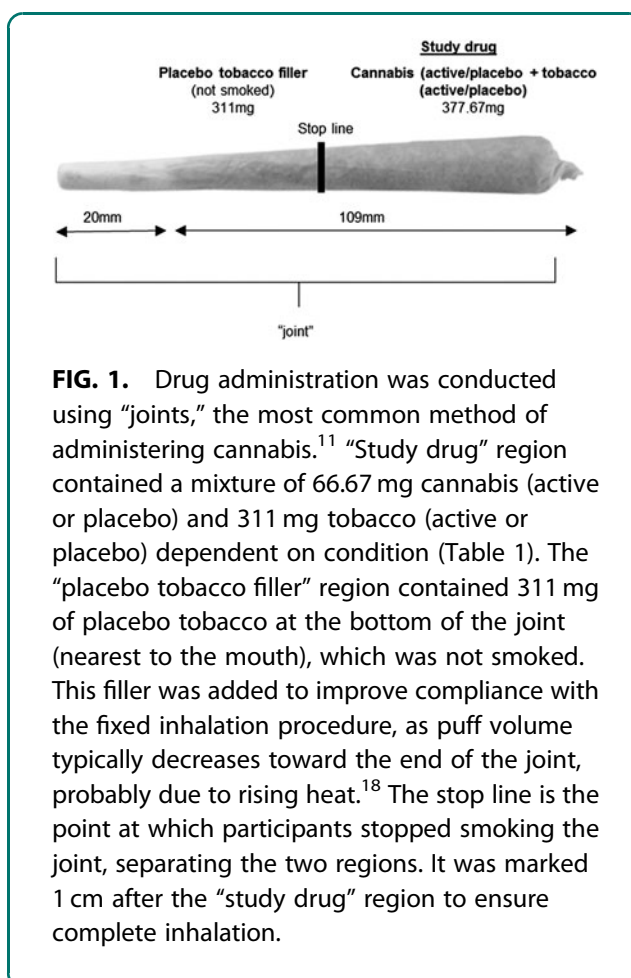 Study drug
Placebo tobacco filler
(not smoked)
311mg
Cannabis (active/placebo + tobacco
(active/placebo)
377.67mg
Stop line
20mm
109mm
"joint"
FIG. 1. Drug administration was conducted
using “joints,” the most common method of
administering cannabis.11 “Study drug” region
contained a mixture of 66.67 mg cannabis (active
or placebo) and 311 mg tobacco (active or
placebo) dependent on condition (Table 1). The
“placebo tobacco filler” region contained 311 mg
of placebo tobacco at the bottom of the joint
(nearest to the mouth), which was not smoked.
This filler was added to improve compliance with
the fixed inhalation procedure, as puff volume
typically decreases toward the end of the joint,
probably due to rising heat.18 The stop line is the
point at which participants stopped smoking the
joint, separating the two regions. It was marked
1 cm after the “study drug” region to ensure
complete inhalation.